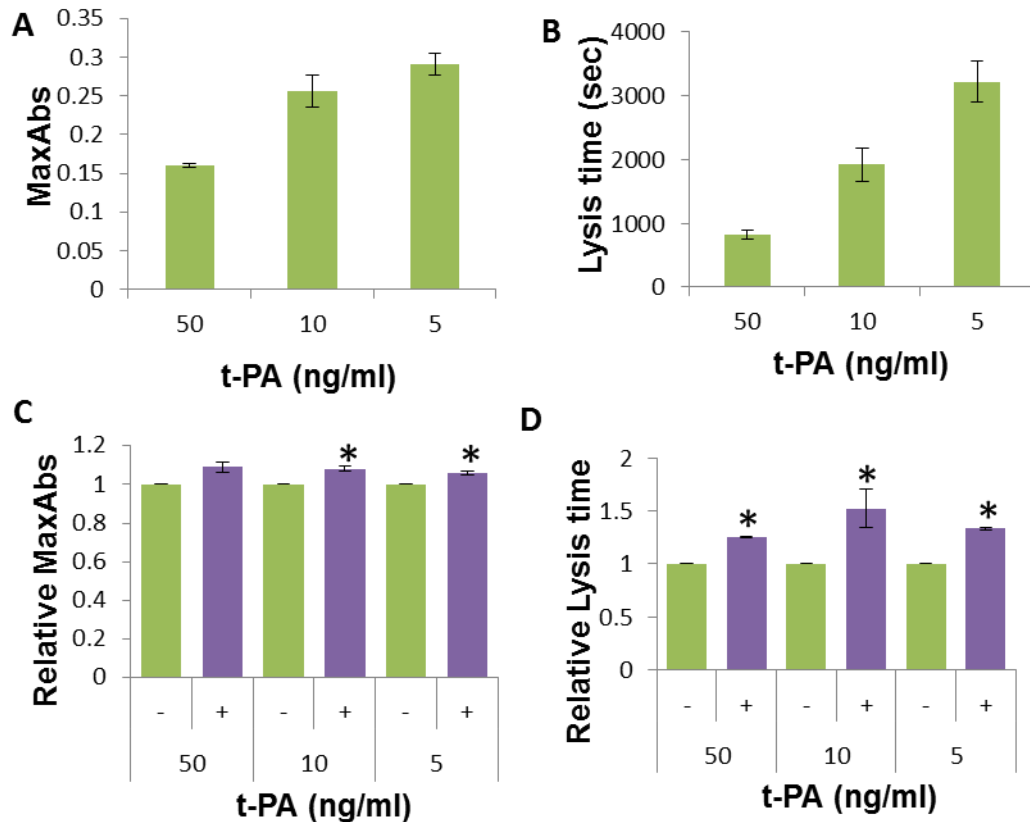 A
MaxAbs
0.35
0.3
0.25
0.2
0.15
0.1
0.05
0
50 10 5
t-PA (ng/ml)
B
Lysis time (sec)
4000
3000
2000
1000
0
50 10 5
t-PA (ng/ml)
C
Relative MaxAbs
1.2
1
0.8
0.6
0.4
0.2
0
* *
- + - + - +
50 10 5
t-PA (ng/ml)
D
Relative Lysis time
2
1.5
1
0.5
0
* * *
- + - + - +
50 10 5
t-PA (ng/ml)